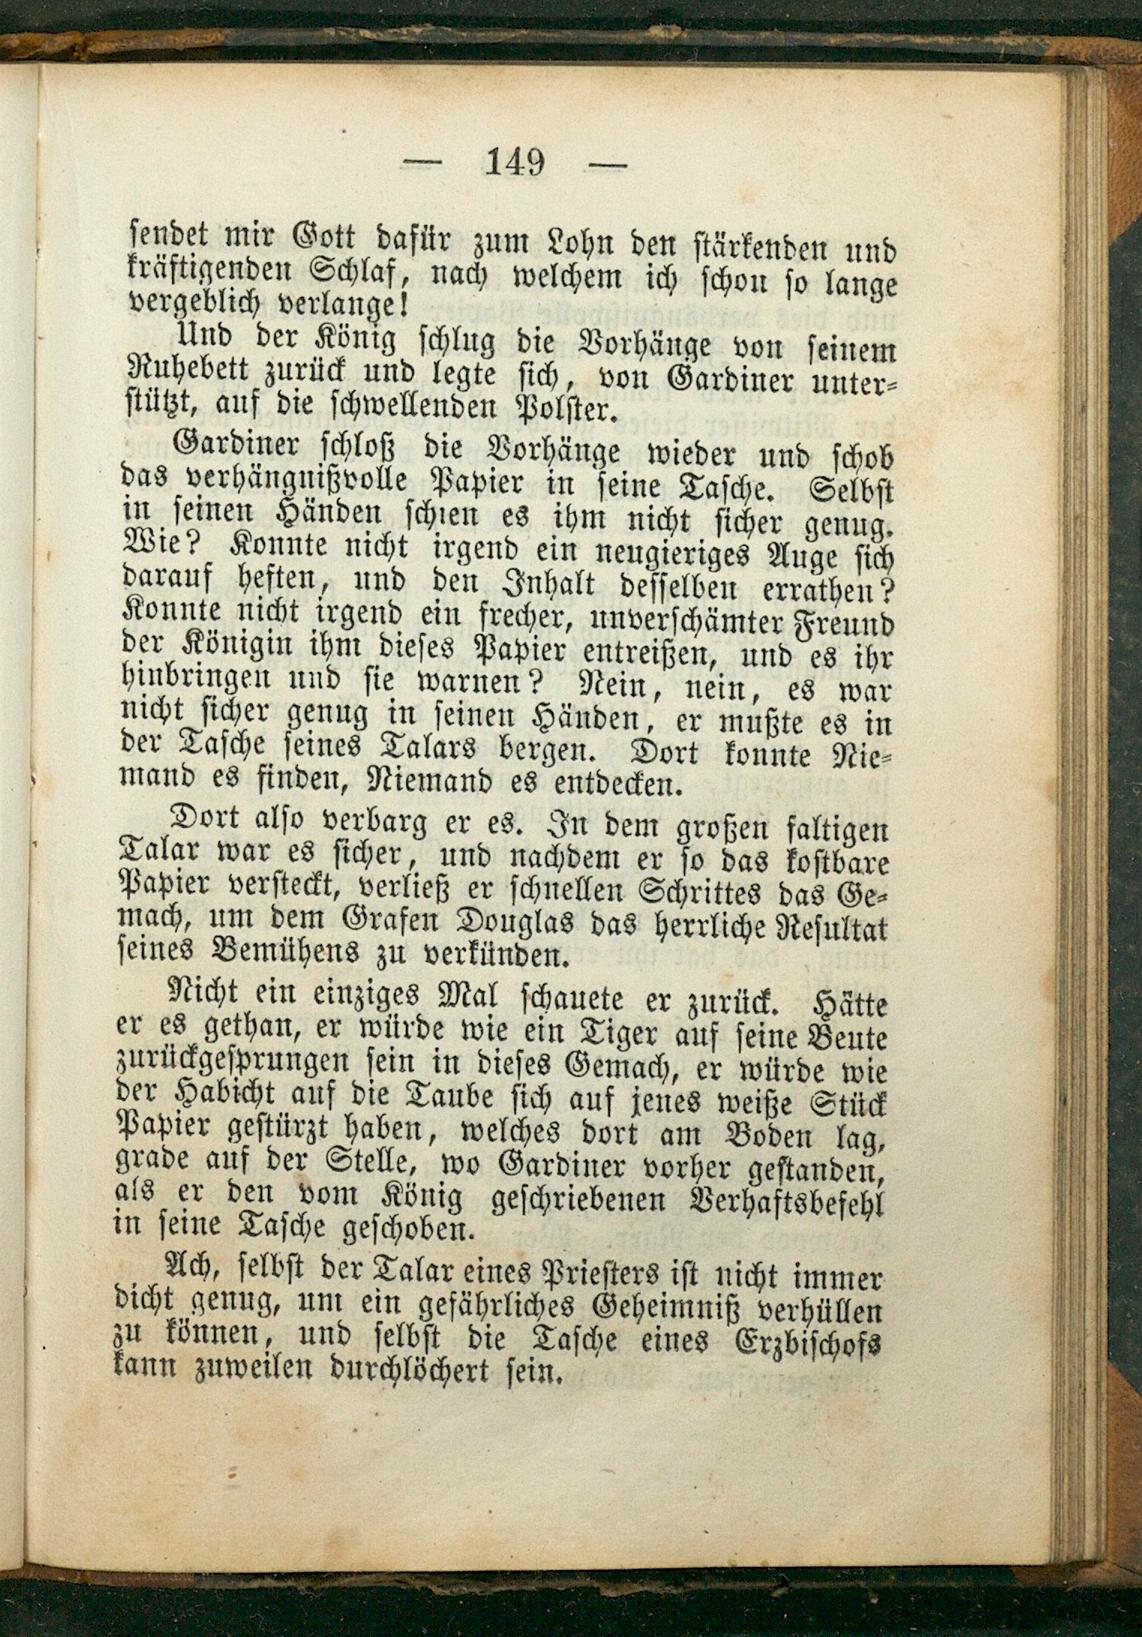 — 149 —
sendet mir Gott dafür zum Lohn den stärkenden und
kräftigenden Schlaf, nach welchem ich schon so lange
vergeblich verlange!
Und der König schlug die Vorhänge von seinem
Ruhebett zurück und legte sich, von Gardiner unter-
stützt, auf die schwellenden Polster.
Gardiner schloß die Vorhänge wieder und schob
das verhängnißvolle Papier in seine Tasche. Selbst
in seinen Händen schien es ihm nicht sicher genug.
Wie? Konnte nicht irgend ein neugieriges Auge sich
darauf heften, und den Inhalt desselben errathen?
Konnte nicht irgend ein frecher, unverschämter Freund
der Königin ihm dieses Papier entreißen, und es ihr
hinbringen und sie warnen? Nein, nein, es war
nicht sicher genug in seinen Händen, er mußte es in
der Tasche seines Talars bergen. Dort konnte Nie-
mand es finden, Niemand es entdecken.
Dort also verbarg er es. In dem großen faltigen
Talar war es sicher, und nachdem er so das kostbare
Papier versteckt, verließ er schnellen Schrittes das Ge-
mach, um dem Grafen Douglas das herrliche Resultat
seines Bemühens zu verkünden.
Nicht ein einziges Mal schauete er zurück. Hätte
er es gethan, er würde wie ein Tiger auf seine Beute
zurückgesprungen sein in dieses Gemach, er würde wie
der Habicht auf die Taube sich auf jenes weiße Stück
Papier gestürzt haben, welches dort am Boden lag,
grade auf der Stelle, wo Gardiner vorher gestanden,
als er den vom König geschriebenen Verhaftsbefehl
in seine Tasche geschoben.
Ach, selbst der Talar eines Priesters ist nicht immer
dicht genug, um ein gefährliches Geheimniß verhüllen
zu können, und selbst die Tasche eines Erzbischofs
kann zuweilen durchlöchert sein.